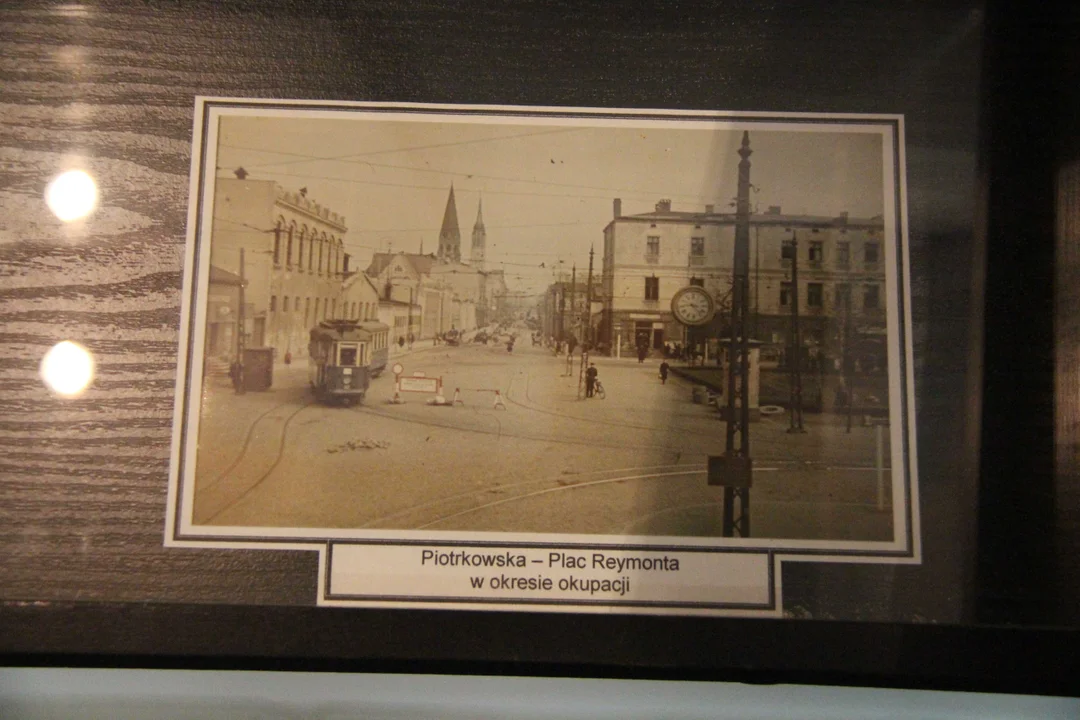 Piotrkowska – Plac Reymonta
w okresie okupacji